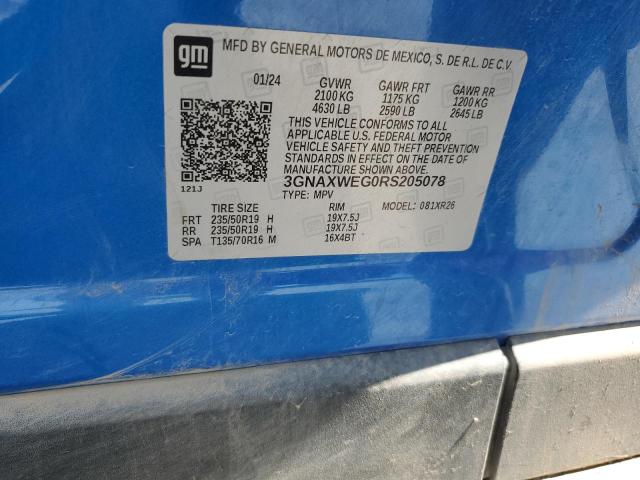 gm
MFD BY GENERAL MOTORS DE MEXICO, S. DE R.L. DE C.V.
01/24 GVWR GAWR FRT GAWR RR
2100 KG 1175 KG 1200 KG
4630 LB 2590 LB 2645 LB
THIS VEHICLE CONFORMS TO ALL
APPLICABLE U.S. FEDERAL MOTOR
VEHICLE SAFETY AND THEFT PREVENTION
STANDARDS IN EFFECT ON THE DATE OF
MANUFACTURE SHOWN ABOVE.
3GNAXWEG0RS205078
121J
TYPE: MPV MODEL: 081XR26
TIRE SIZE RIM
FRT 235/50R19 H 19X7.5J
RR 235/50R19 H 19X7.5J
SPA T135/70R16 M 16X4BT